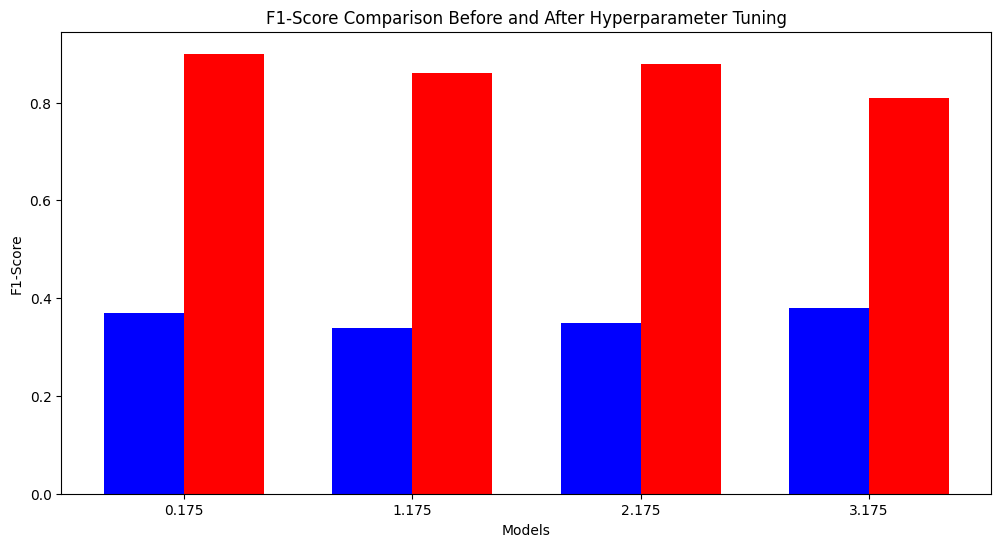 F1-Score Comparison Before and After Hyperparameter Tuning
F1-Score
0.8
0.6
0.4
0.2
0.0
0.175 1.175 2.175 3.175
Models